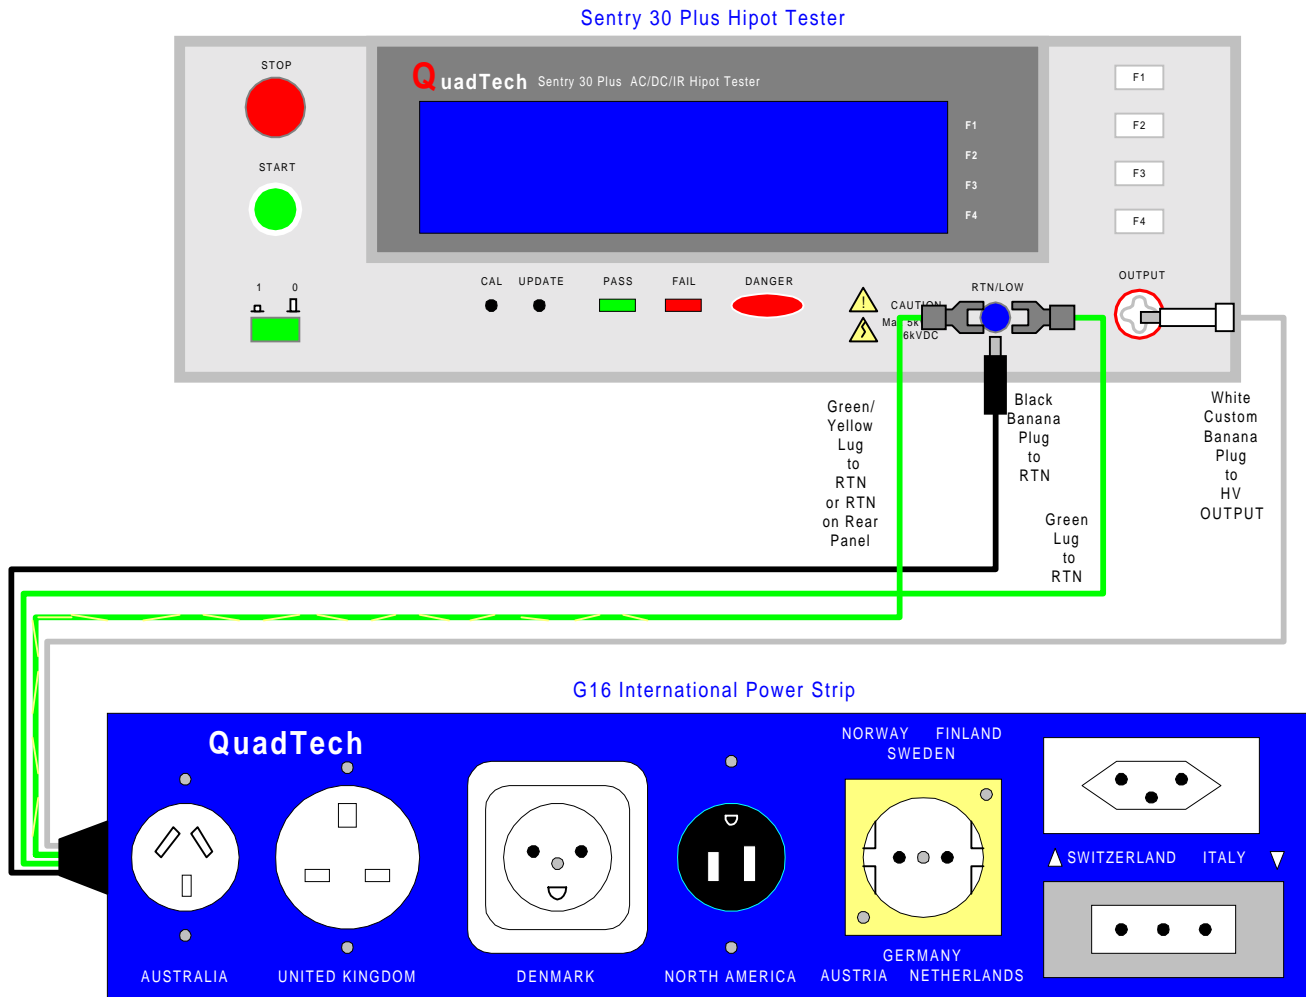 Sentry 30 Plus Hipot Tester
STOP
START
1 0
QuadTech Sentry 30 Plus AC/DC/IR Hipot Tester
F1
F2
F3
F4
F1
F2
F3
F4
CAL UPDATE PASS FAIL DANGER
CAUTION
6kVDC
RTN/LOW
OUTPUT
Green/
Yellow
Lug
to
RTN
or RTN
on Rear
Panel
Black
Banana
Plug
to
RTN
Green
Lug
to
RTN
White
Custom
Banana
Plug
to
HV
OUTPUT
G16 International Power Strip
QuadTech
AUSTRALIA
UNITED KINGDOM
DENMARK
NORTH AMERICA
NORWAY FINLAND
SWEDEN
GERMANY
AUSTRIA NETHERLANDS
SWITZERLAND ITALY